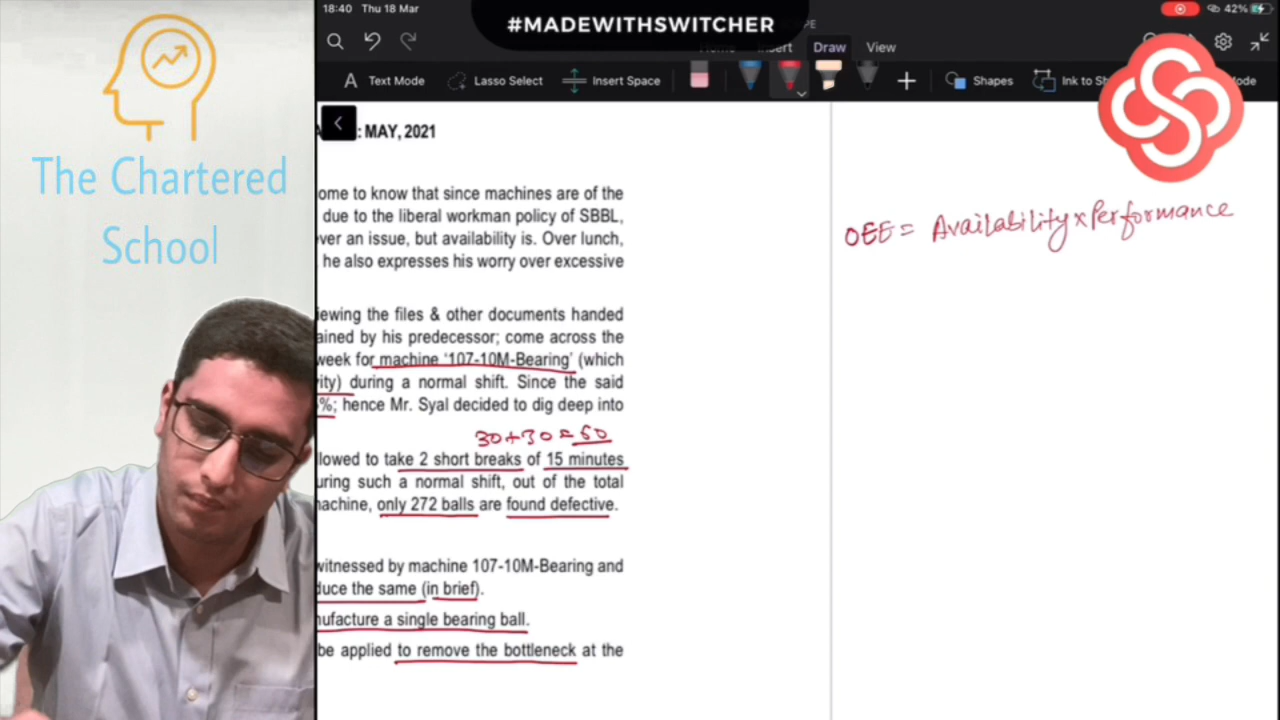 18:40 Thu 18 Mar
#MADEWITHSWITCHER
42%
Insert Draw View
Text Mode Lasso Select Insert Space Shapes Ink to Sh
The Chartered
School
: MAY, 2021
ome to know that since machines are of the
due to the liberal workman policy of SBBL,
ver an issue, but availability is. Over lunch,
he also expresses his worry over excessive
OEE = Availability x Performance
iewing the files & other documents handed
ained by his predecessor; come across the
week for machine '107-10M-Bearing' (which
vity) during a normal shift. Since the said
%; hence Mr. Syal decided to dig deep into
30+30 = 60
llowed to take 2 short breaks of 15 minutes
uring such a normal shift, out of the total
nachine, only 272 balls are found defective.
witnessed by machine 107-10M-Bearing and
duce the same (in brief).
nufacture a single bearing ball.
be applied to remove the bottleneck at the